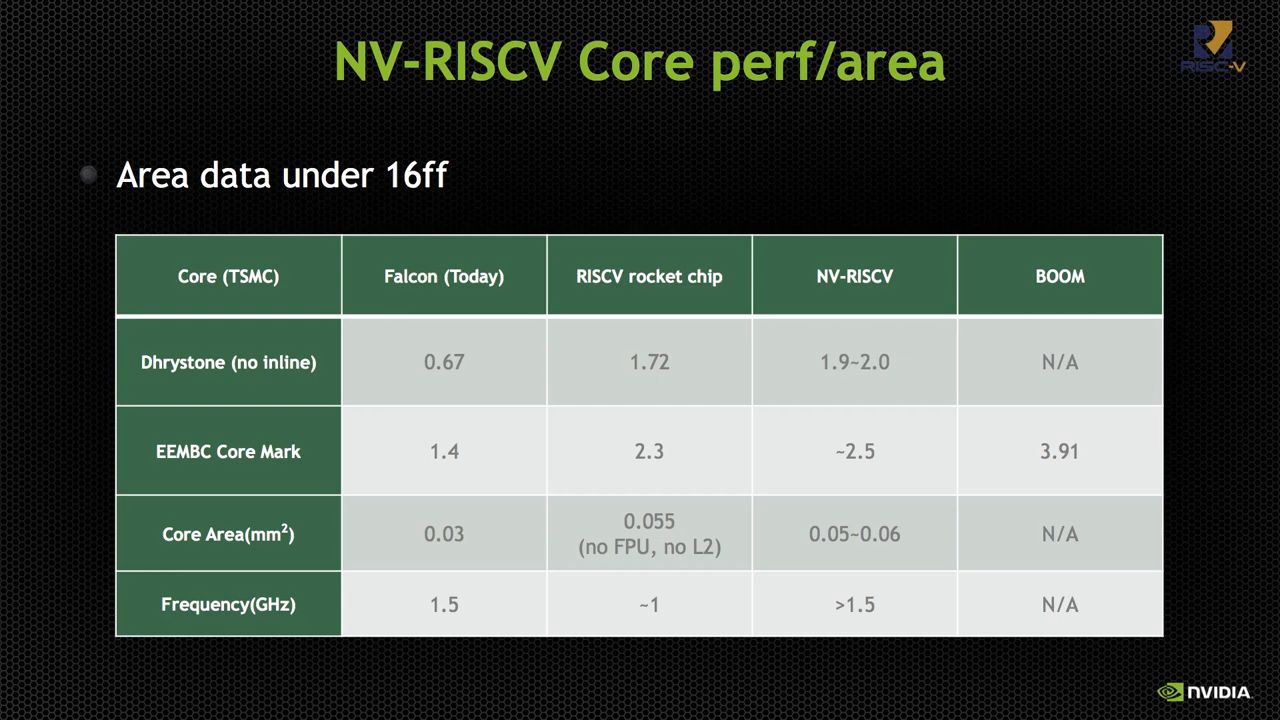 NV-RISCV Core perf/area
RISC-V
Area data under 16ff
Core (TSMC) Falcon (Today) RISCV rocket chip NV-RISCV BOOM
Dhrystone (no inline) 0.67 1.72 1.9~2.0 N/A
EEMBC Core Mark 1.4 2.3 ~2.5 3.91
Core Area(mm²) 0.03 0.055 (no FPU, no L2) 0.05~0.06 N/A
Frequency(GHz) 1.5 ~1 >1.5 N/A
NVIDIA.